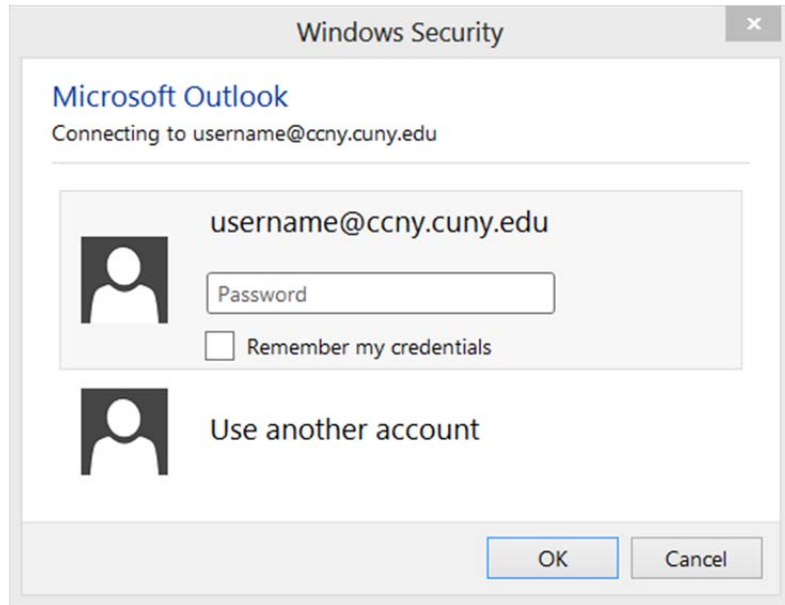 Windows Security
Microsoft Outlook
Connecting to username@ccny.cuny.edu
username@ccny.cuny.edu
Password
Remember my credentials
Use another account
OK
Cancel